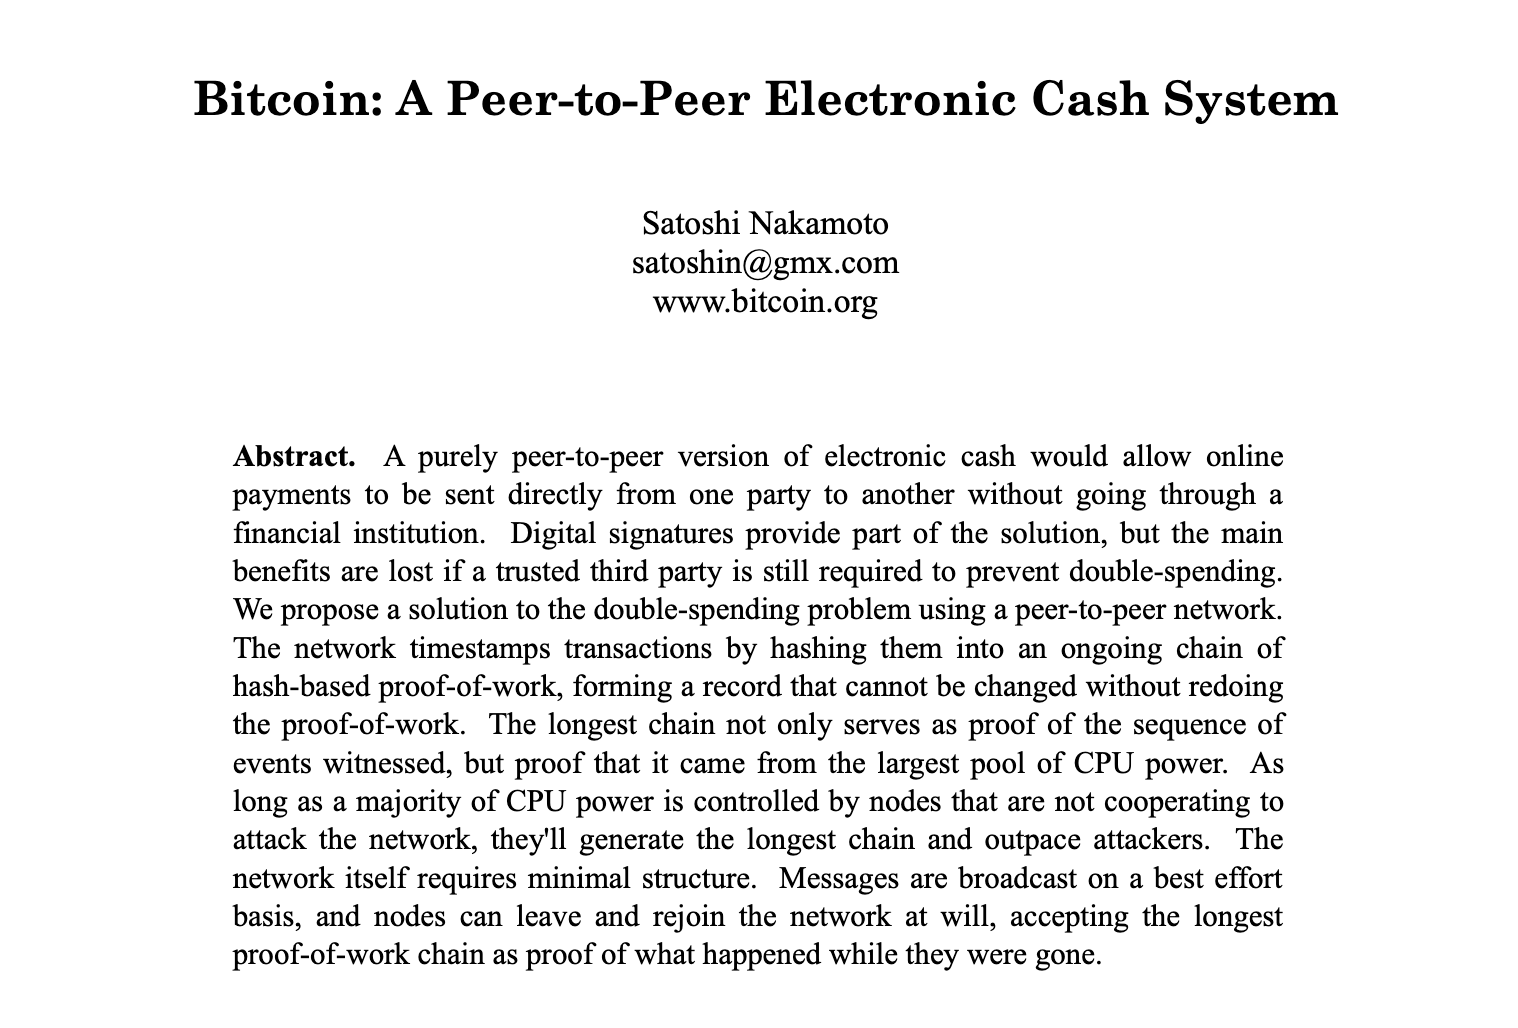 Bitcoin: A Peer-to-Peer Electronic Cash System
Satoshi Nakamoto
satoshin@gmx.com
www.bitcoin.org
Abstract. A purely peer-to-peer version of electronic cash would allow online
payments to be sent directly from one party to another without going through a
financial institution. Digital signatures provide part of the solution, but the main
benefits are lost if a trusted third party is still required to prevent double-spending.
We propose a solution to the double-spending problem using a peer-to-peer network.
The network timestamps transactions by hashing them into an ongoing chain of
hash-based proof-of-work, forming a record that cannot be changed without redoing
the proof-of-work. The longest chain not only serves as proof of the sequence of
events witnessed, but proof that it came from the largest pool of CPU power. As
long as a majority of CPU power is controlled by nodes that are not cooperating to
attack the network, they'll generate the longest chain and outpace attackers. The
network itself requires minimal structure. Messages are broadcast on a best effort
basis, and nodes can leave and rejoin the network at will, accepting the longest
proof-of-work chain as proof of what happened while they were gone.